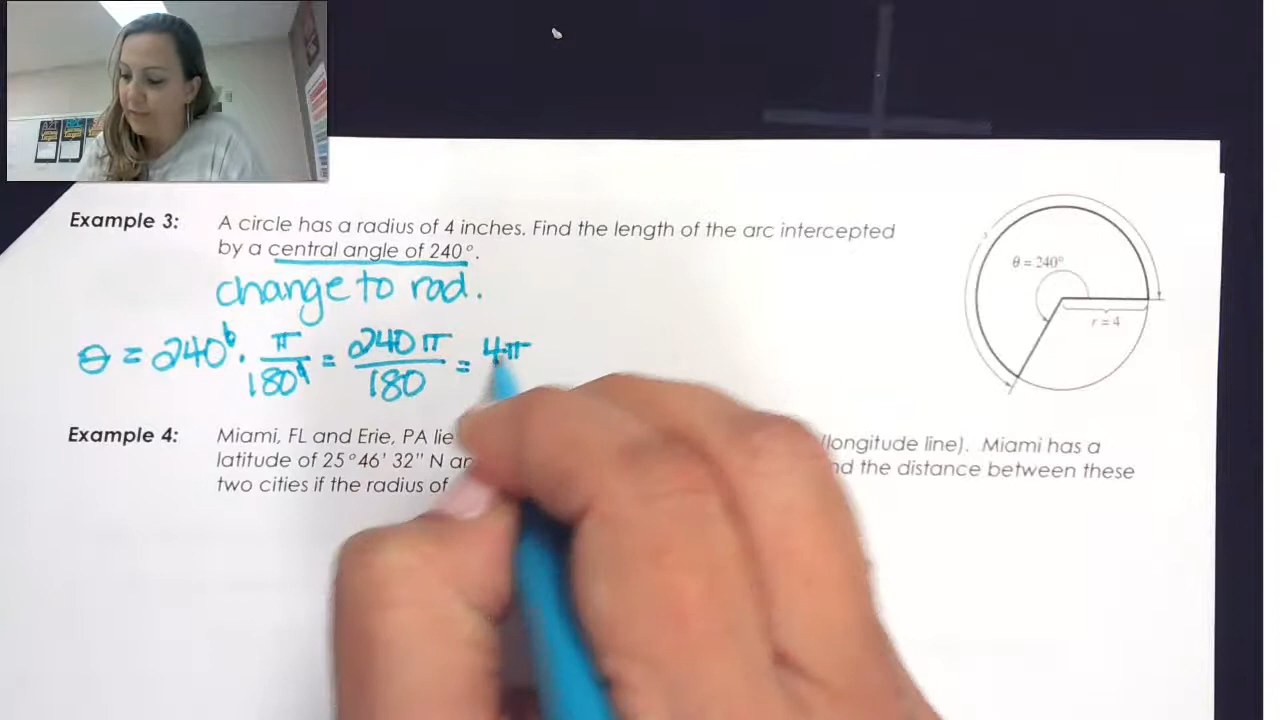 Example 3: A circle has a radius of 4 inches. Find the length of the arc intercepted
by a central angle of 240°.
change to rad.
θ = 240° · π/180° = 240π/180 = 4π
θ = 240°
r = 4
Example 4: Miami, FL and Erie, PA lie (longitude line). Miami has a
latitude of 25°46' 32" N the distance between these
two cities if the radius of